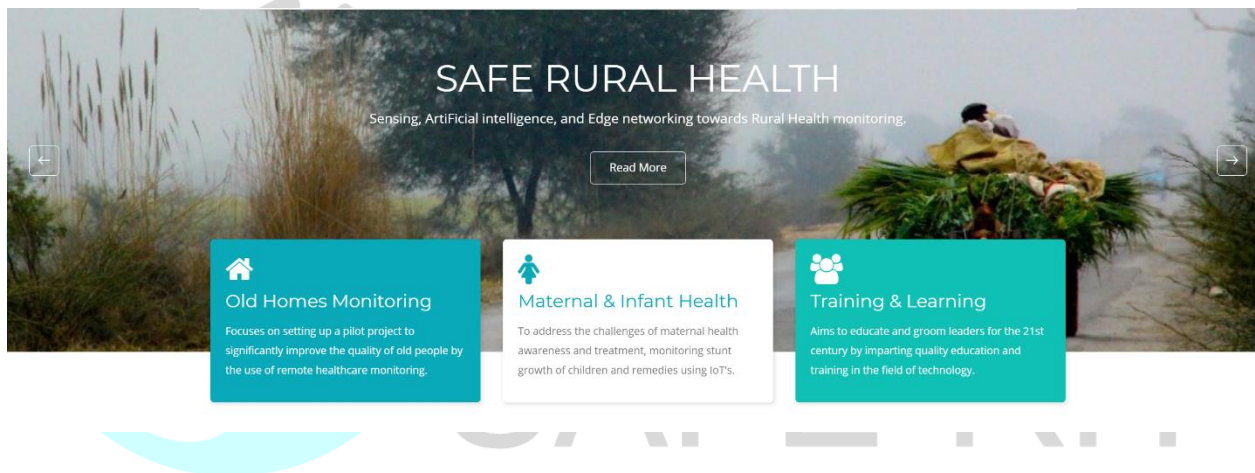 SAFE RURAL HEALTH
Sensing, ArtiFicial intelligence, and Edge networking towards Rural Health monitoring.
←
→
Read More
Old Homes Monitoring
Focuses on setting up a pilot project to
significantly improve the quality of old people by
the use of remote healthcare monitoring.
Maternal & Infant Health
To address the challenges of maternal health
awareness and treatment, monitoring stunt
growth of children and remedies using IoT's.
Training & Learning
Aims to educate and groom leaders for the 21st
century by imparting quality education and
training in the field of technology.